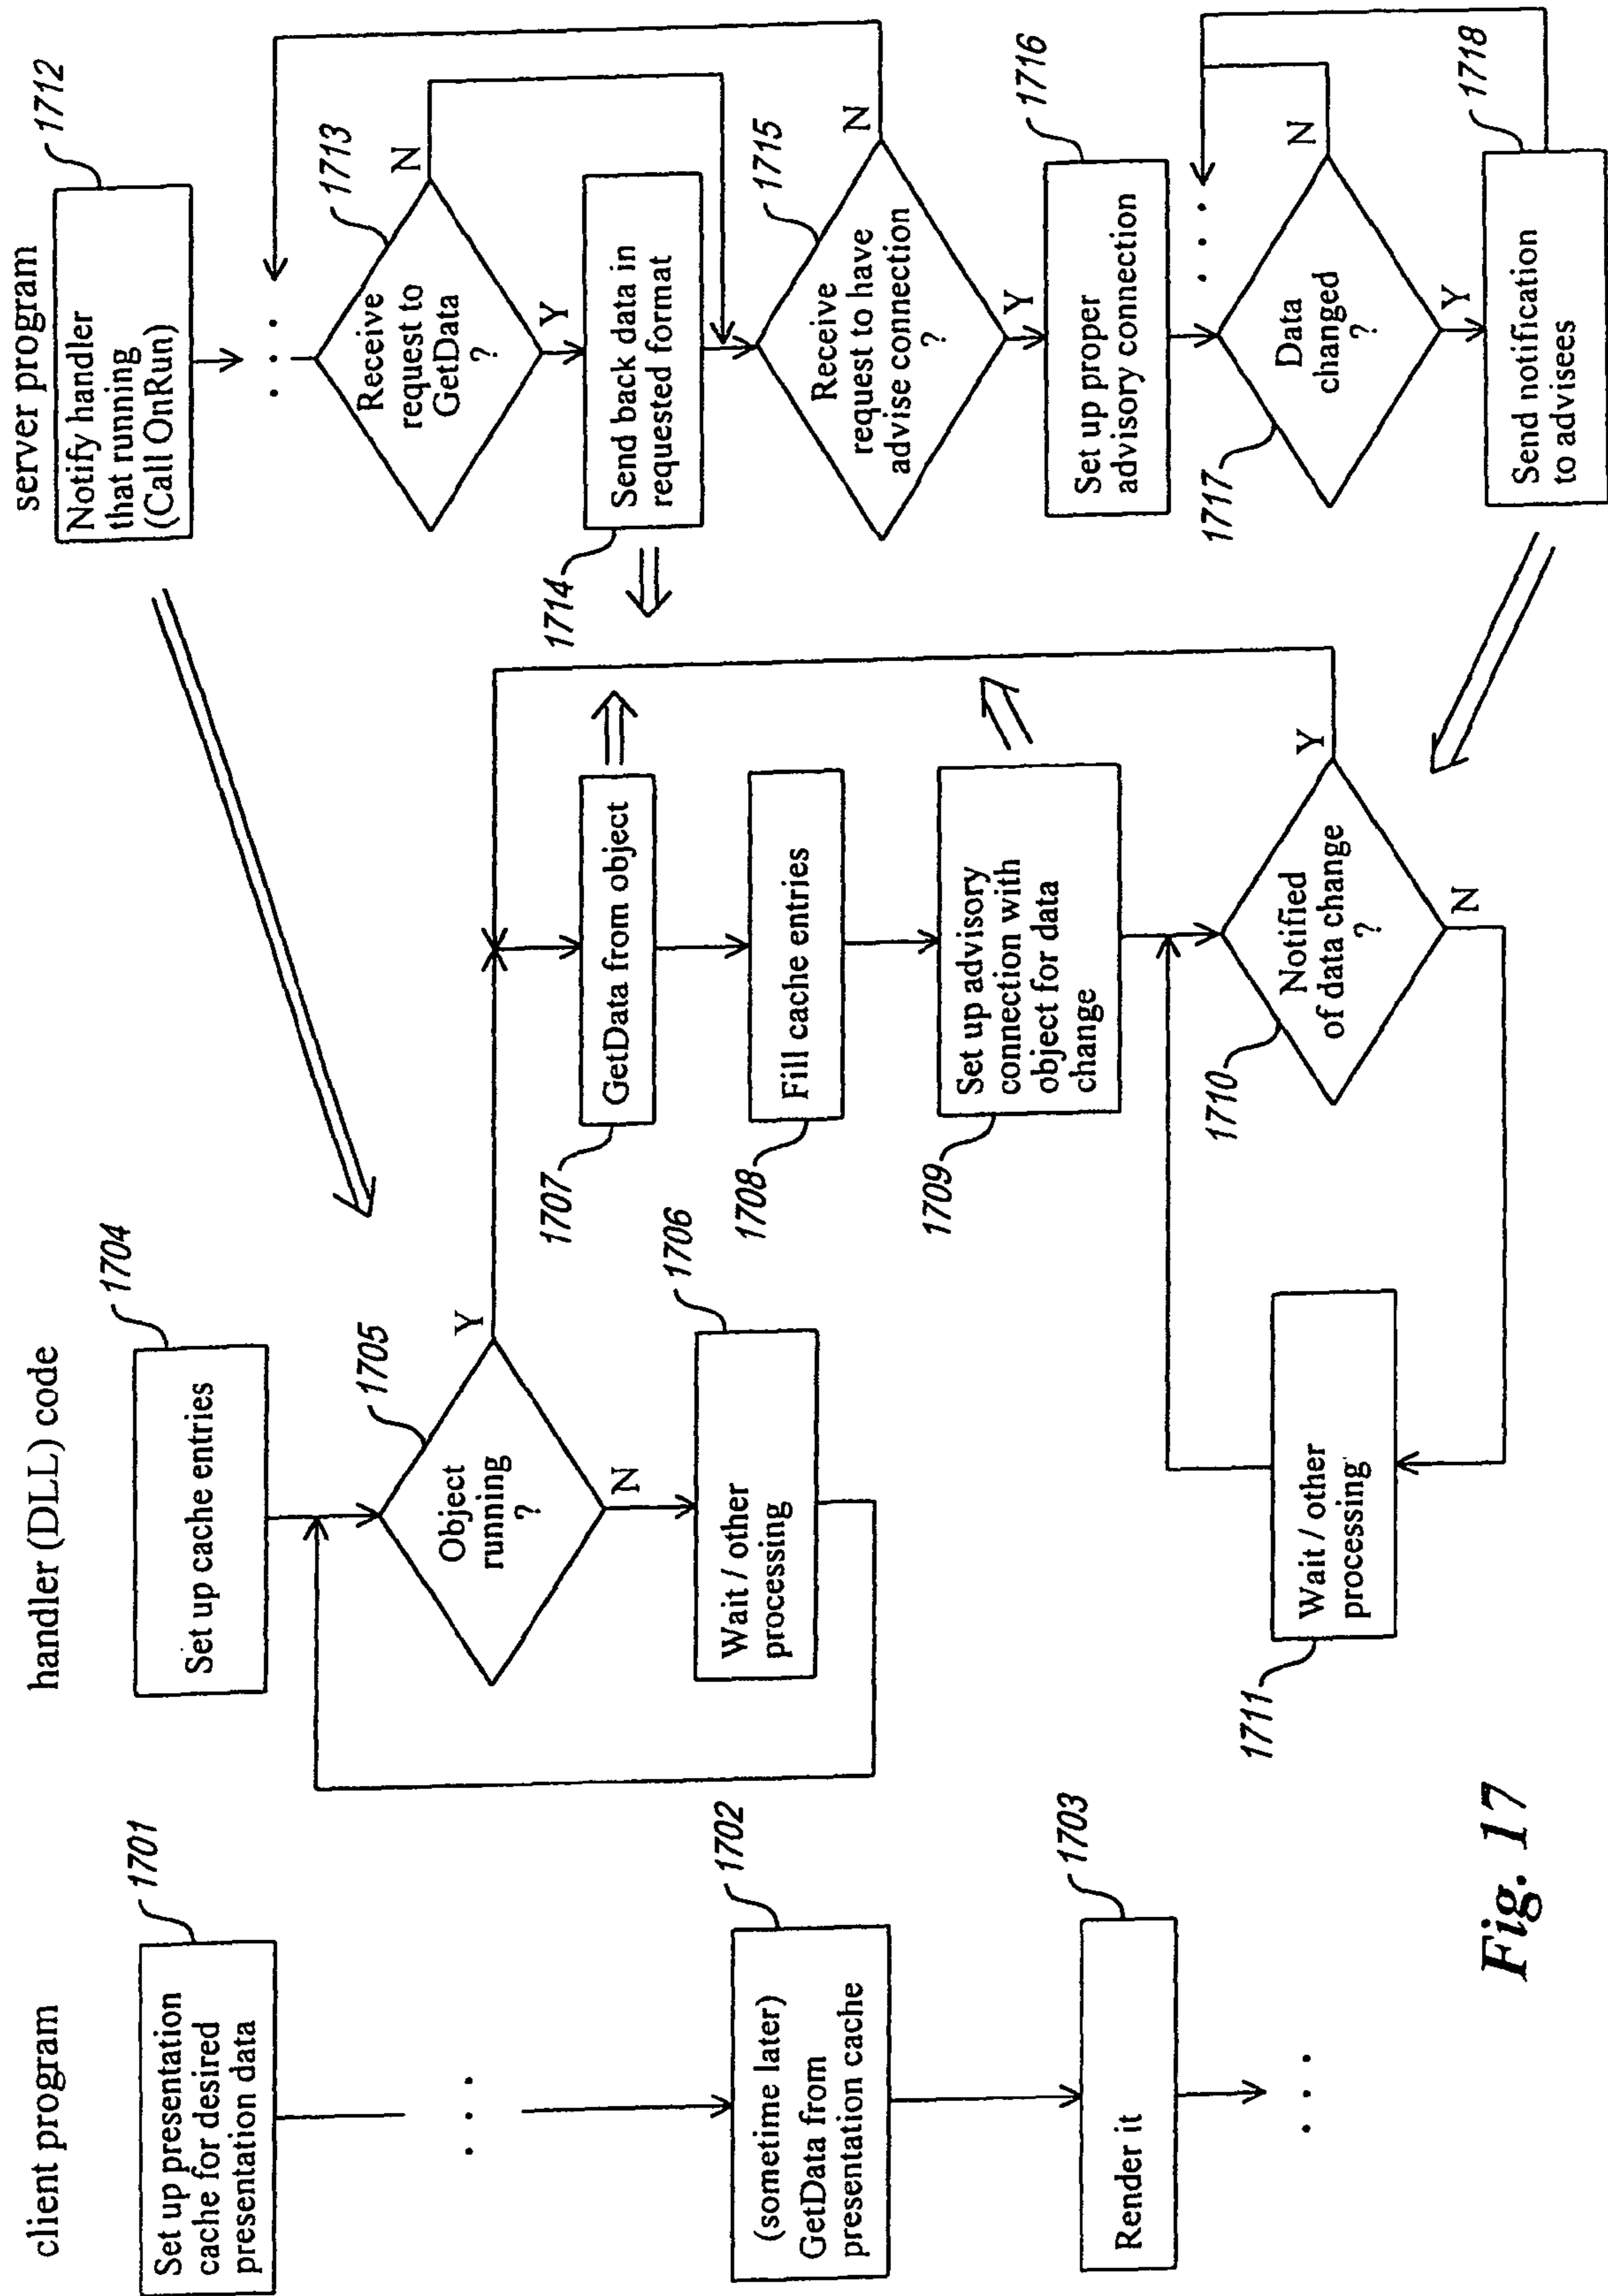 client program
1701
Set up presentation
cache for desired
presentation data
. . .
1702
(sometime later)
GetData from
presentation cache
1703
Render it
. . .
handler (DLL) code
1704
Set up cache entries
1705
Object
running
?
Y
N
1706
Wait / other
processing
1707
GetData from object
1708
Fill cache entries
1709
Set up advisory
connection with
object for data
change
1710
Notified
of data change
?
Y
N
1711
Wait / other
processing
server program
1712
Notify handler
that running
(Call OnRun)
. . .
1713
Receive
request to
GetData
?
N
Y
1714
Send back data in
requested format
1715
Receive
request to have
advise connection
?
N
Y
1716
Set up proper
advisory connection
. . . .
1717
Data
changed
?
N
Y
1718
Send notification
to advisees
Fig. 17